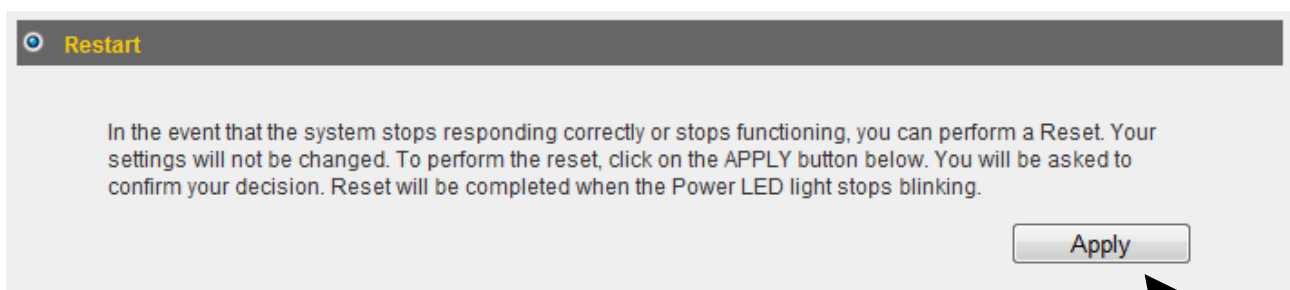 Restart
In the event that the system stops responding correctly or stops functioning, you can perform a Reset. Your
settings will not be changed. To perform the reset, click on the APPLY button below. You will be asked to
confirm your decision. Reset will be completed when the Power LED light stops blinking.
Apply